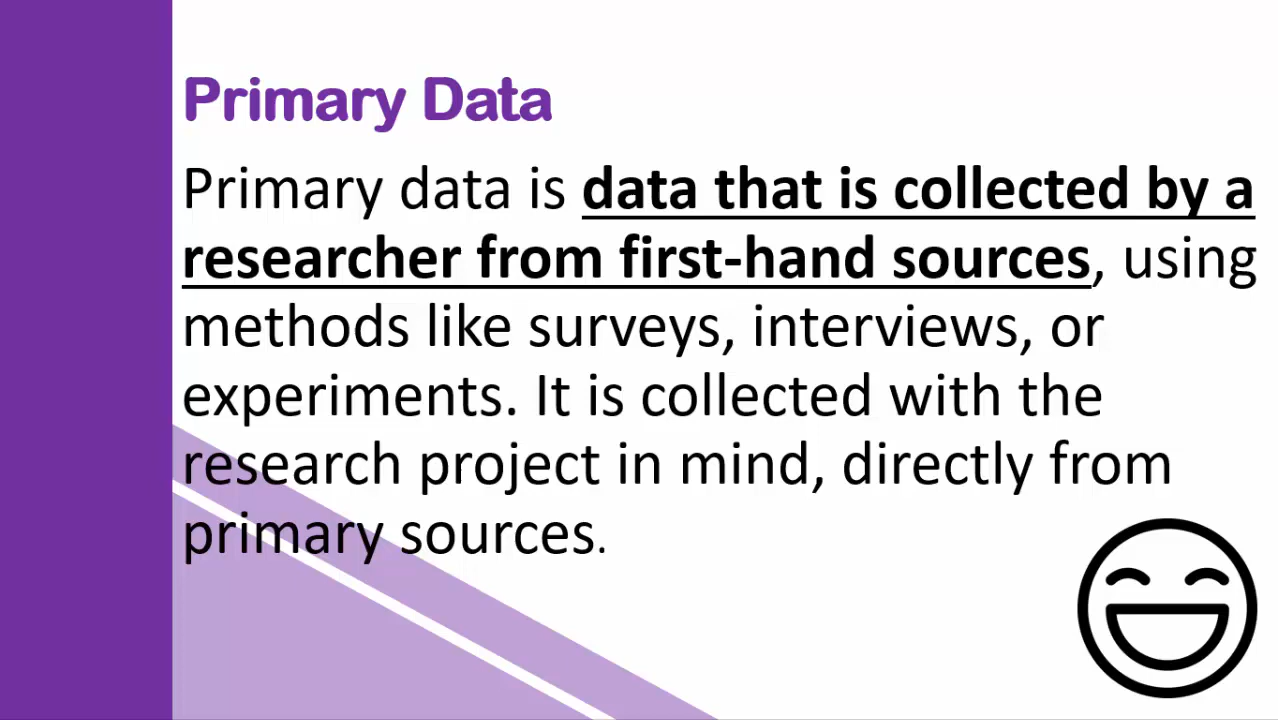 Primary Data
Primary data is data that is collected by a
researcher from first-hand sources, using
methods like surveys, interviews, or
experiments. It is collected with the
research project in mind, directly from
primary sources.